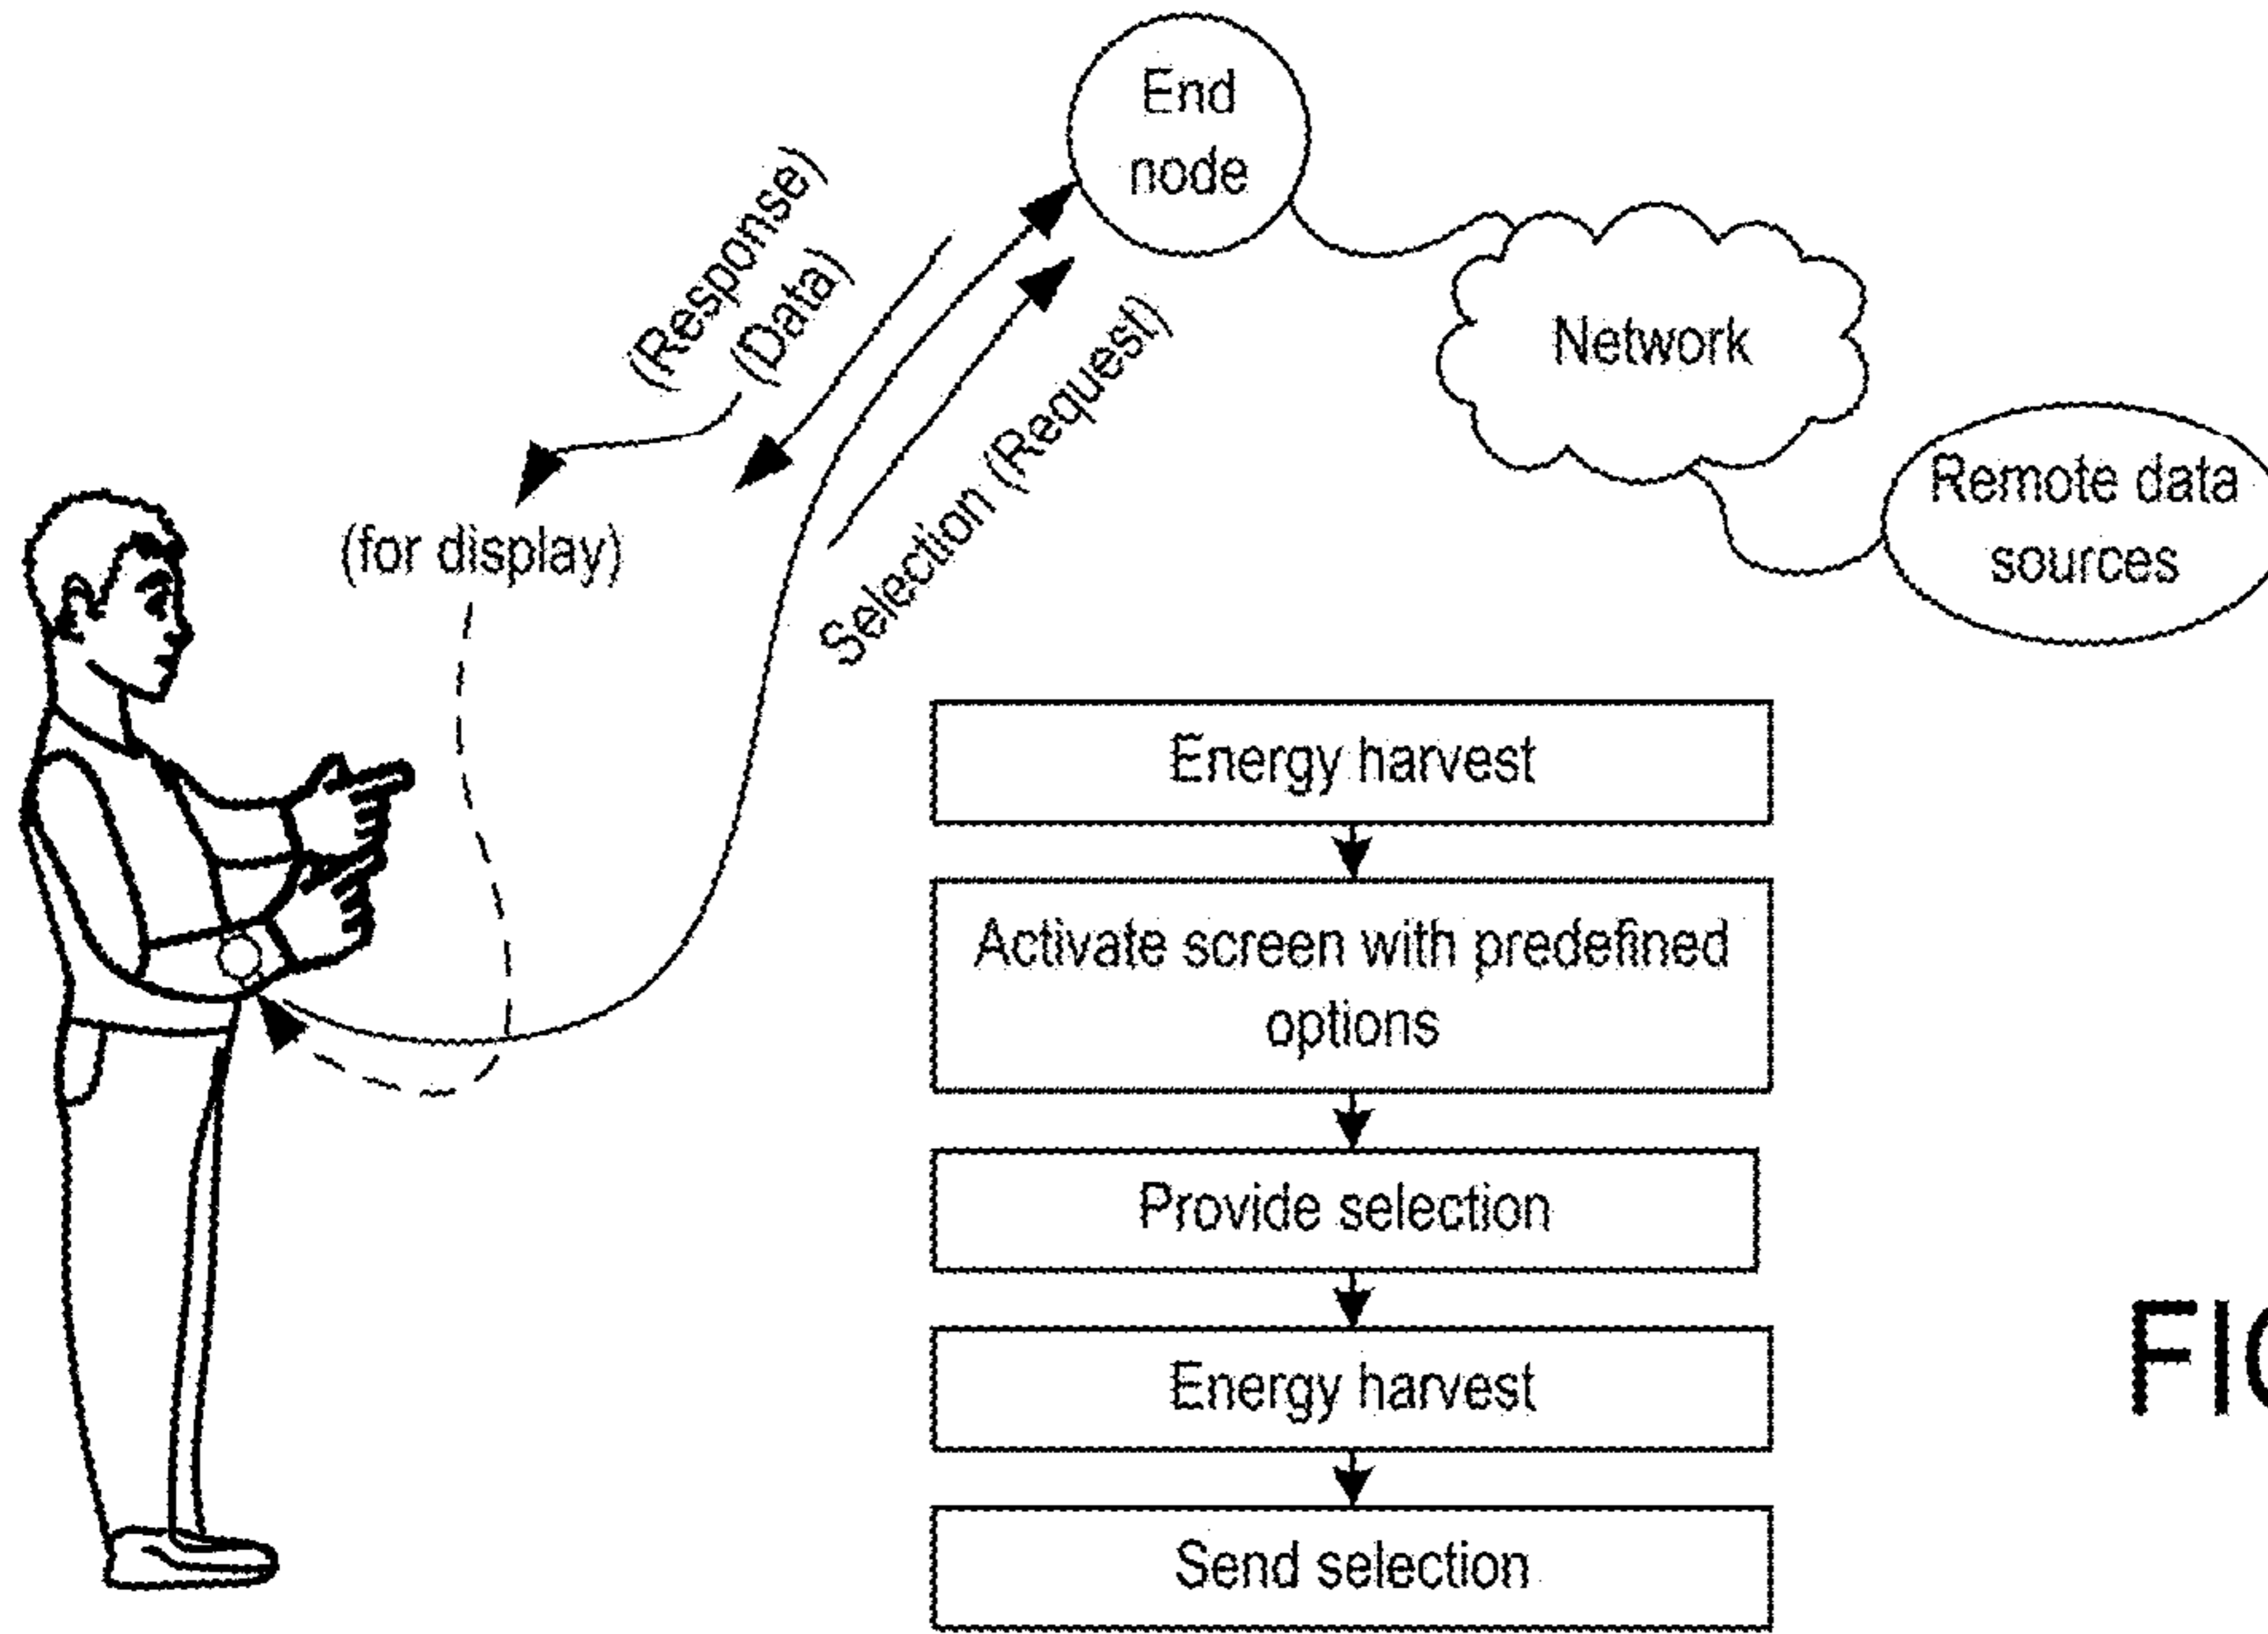 End
node
(Response)
(Data)
Selection (Request)
Network
Remote data
sources
(for display)
Energy harvest
Activate screen with predefined
options
Provide selection
Energy harvest
Send selection